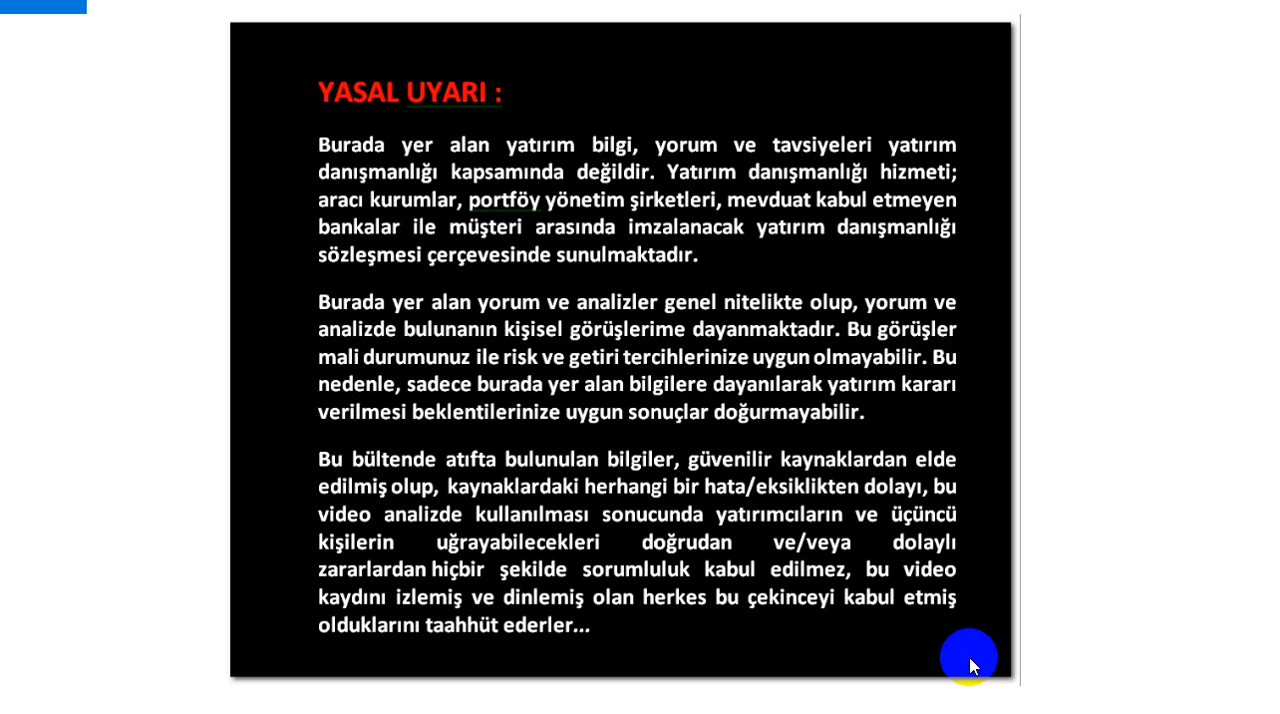 YASAL UYARI :
Burada yer alan yatırım bilgi, yorum ve tavsiyeleri yatırım
danışmanlığı kapsamında değildir. Yatırım danışmanlığı hizmeti;
aracı kurumlar, portföy yönetim şirketleri, mevduat kabul etmeyen
bankalar ile müşteri arasında imzalanacak yatırım danışmanlığı
sözleşmesi çerçevesinde sunulmaktadır.
Burada yer alan yorum ve analizler genel nitelikte olup, yorum ve
analizde bulunanın kişisel görüşlerime dayanmaktadır. Bu görüşler
mali durumunuz ile risk ve getiri tercihlerinize uygun olmayabilir. Bu
nedenle, sadece burada yer alan bilgilere dayanılarak yatırım kararı
verilmesi beklentilerinize uygun sonuçlar doğurmayabilir.
Bu bültende atıfta bulunulan bilgiler, güvenilir kaynaklardan elde
edilmiş olup, kaynaklardaki herhangi bir hata/eksiklikten dolayı, bu
video analizde kullanılması sonucunda yatırımcıların ve üçüncü
kişilerin uğrayabilecekleri doğrudan ve/veya dolaylı
zararlardan hiçbir şekilde sorumluluk kabul edilmez, bu video
kaydını izlemiş ve dinlemiş olan herkes bu çekinceyi kabul etmiş
olduklarını taahhüt ederler...